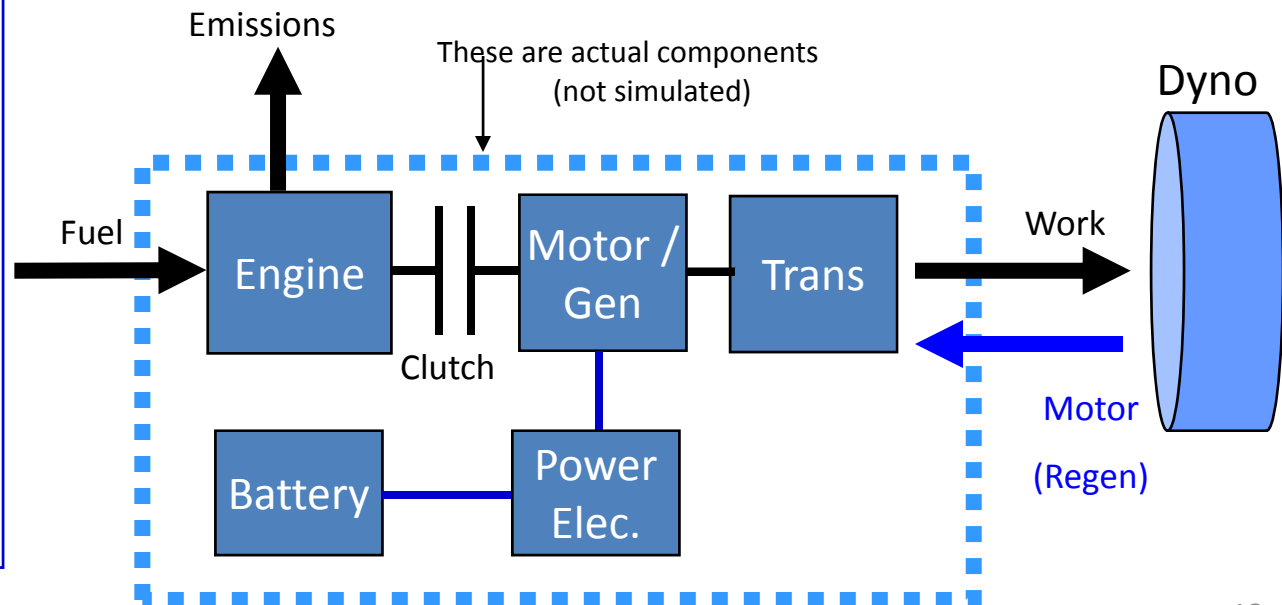 Emissions
These are actual components
(not simulated)
Dyno
Fuel
Engine
Clutch
Motor /
Gen
Trans
Work
Motor
(Regen)
Battery
Power
Elec.